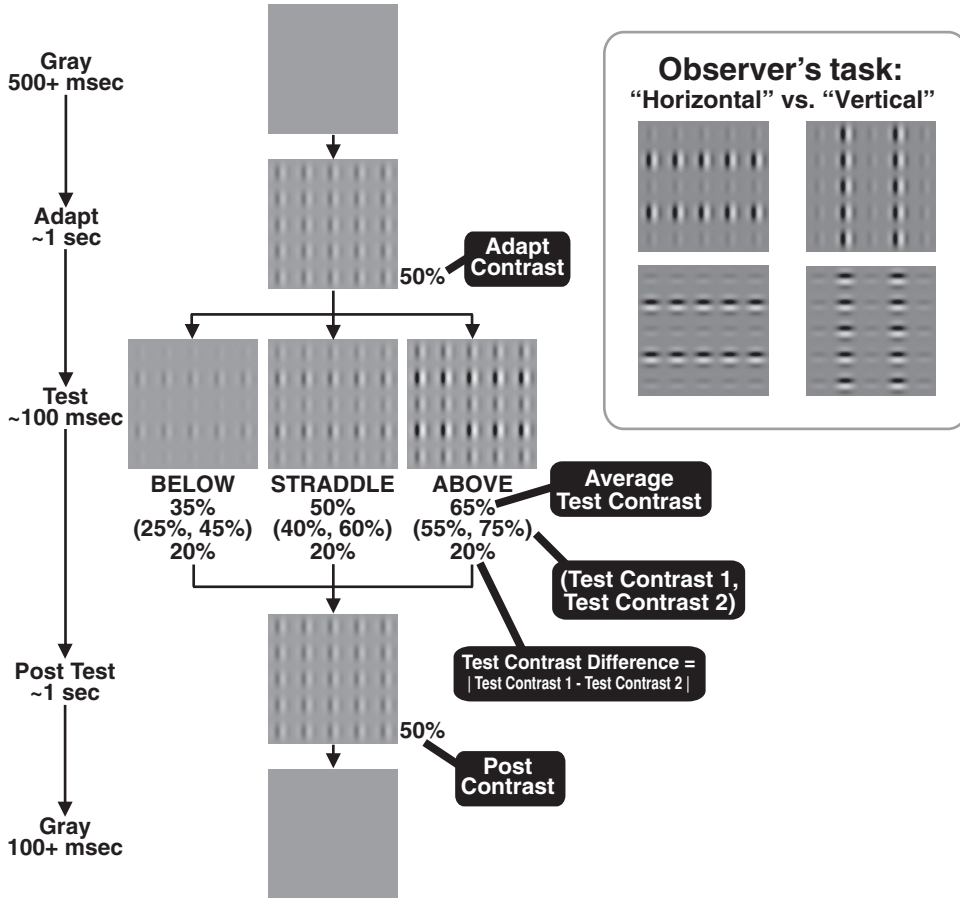 Gray
500+ msec
Adapt
~1 sec
Test
~100 msec
Post Test
~1 sec
Gray
100+ msec
50%
Adapt
Contrast
BELOW
35%
(25%, 45%)
20%
STRADDLE
50%
(40%, 60%)
20%
ABOVE
65%
(55%, 75%)
20%
Average
Test Contrast
(Test Contrast 1,
Test Contrast 2)
Test Contrast Difference =
| Test Contrast 1 - Test Contrast 2 |
50%
Post
Contrast
Observer's task:
“Horizontal” vs. “Vertical”